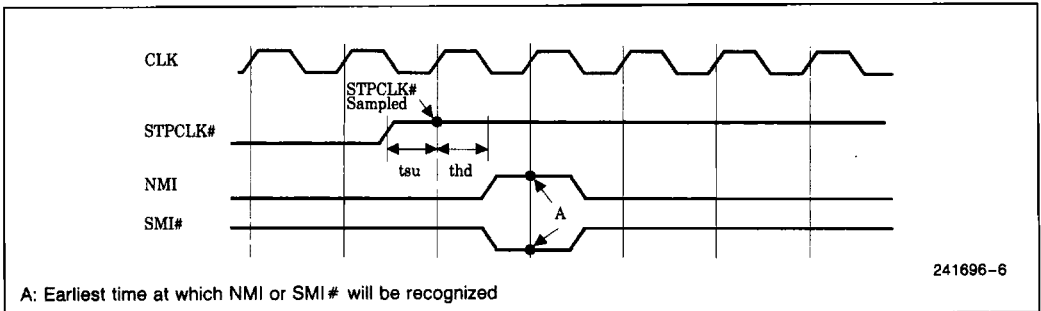 CLK
STPCLK#
Sampled
STPCLK#
tsu
thd
NMI
A
SMI#
241696-6
A: Earliest time at which NMI or SMI# will be recognized